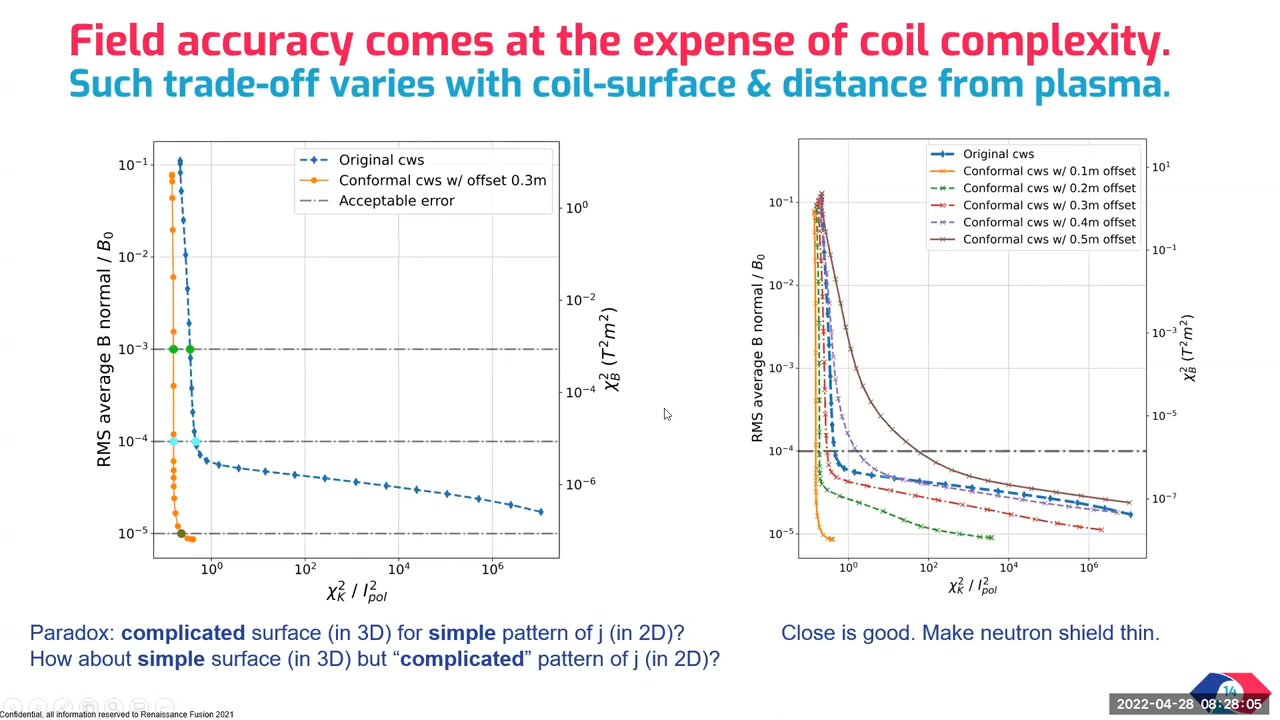 Field accuracy comes at the expense of coil complexity.
Such trade-off varies with coil-surface & distance from plasma.
Original cws
Conformal cws w/ offset 0.3m
Acceptable error
10⁻¹
10⁻²
10⁻³
10⁻⁴
10⁻⁵
RMS average B normal / B₀
10⁰
10⁻²
10⁻⁴
10⁻⁶
χ²_B (T²m²)
10⁰
10²
10⁴
10⁶
χ²_K / I²_pol
Original cws
Conformal cws w/ 0.1m offset
Conformal cws w/ 0.2m offset
Conformal cws w/ 0.3m offset
Conformal cws w/ 0.4m offset
Conformal cws w/ 0.5m offset
10⁻¹
10⁻²
10⁻³
10⁻⁴
10⁻⁵
RMS average B normal / B₀
10¹
10⁻¹
10⁻³
10⁻⁵
10⁻⁷
χ²_B (T²m²)
10⁰
10²
10⁴
10⁶
χ²_K / I²_pol
Paradox: complicated surface (in 3D) for simple pattern of j (in 2D)?
How about simple surface (in 3D) but “complicated” pattern of j (in 2D)?
Close is good. Make neutron shield thin.
14
2022-04-28 08:28:05
Confidential, all information reserved to Renaissance Fusion 2021